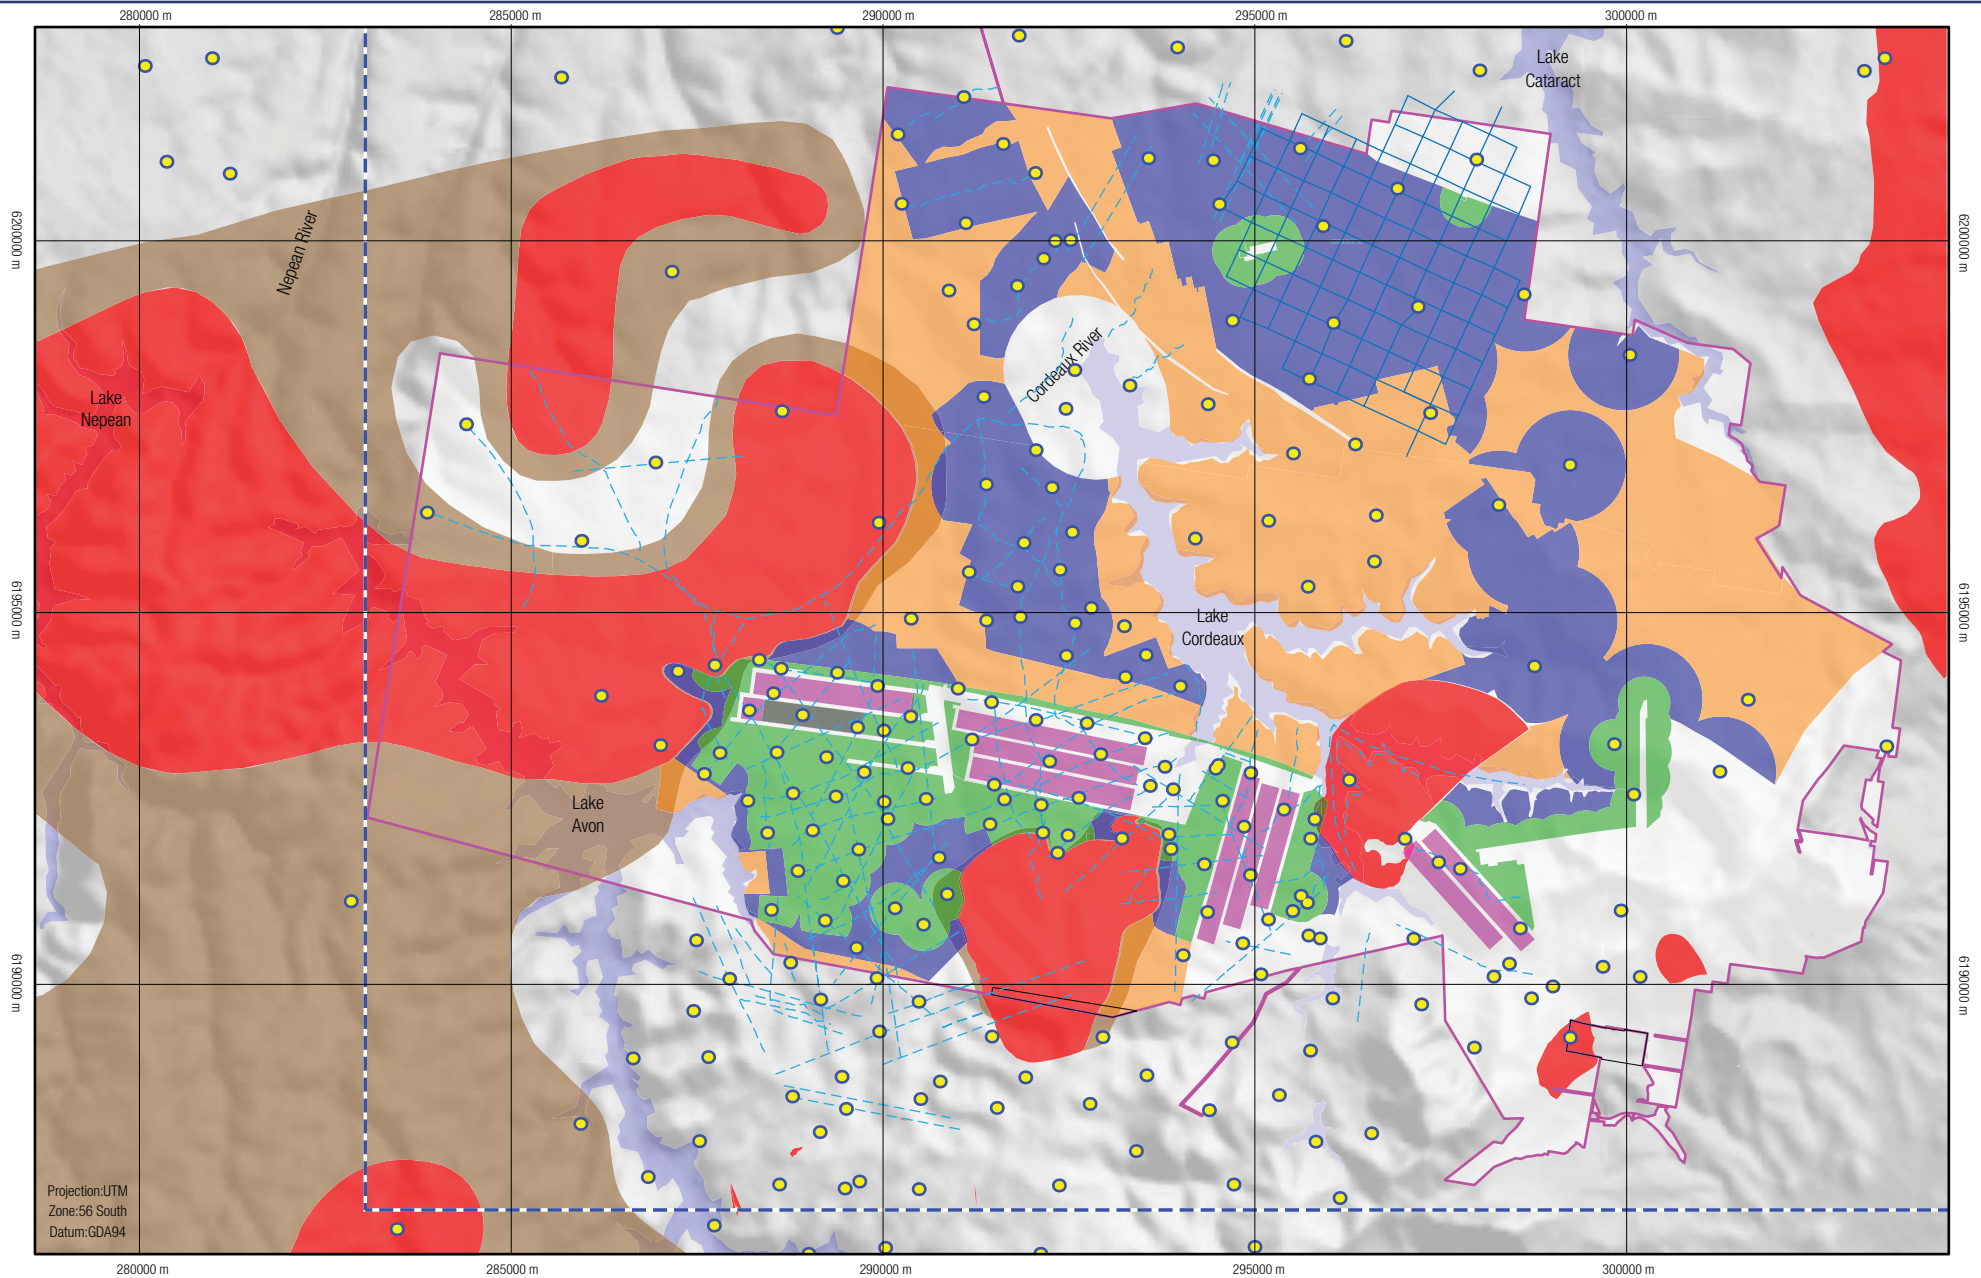 280000 m
285000 m
290000 m
295000 m
300000 m
Lake
Cataract
6200000 m
6200000 m
Nepean River
Cordeaux River
Lake
Nepean
6195000 m
6195000 m
Lake
Cordeaux
Lake
Avon
6190000 m
6190000 m
Projection:UTM
Zone:56 South
Datum:GDA94
280000 m
285000 m
290000 m
295000 m
300000 m